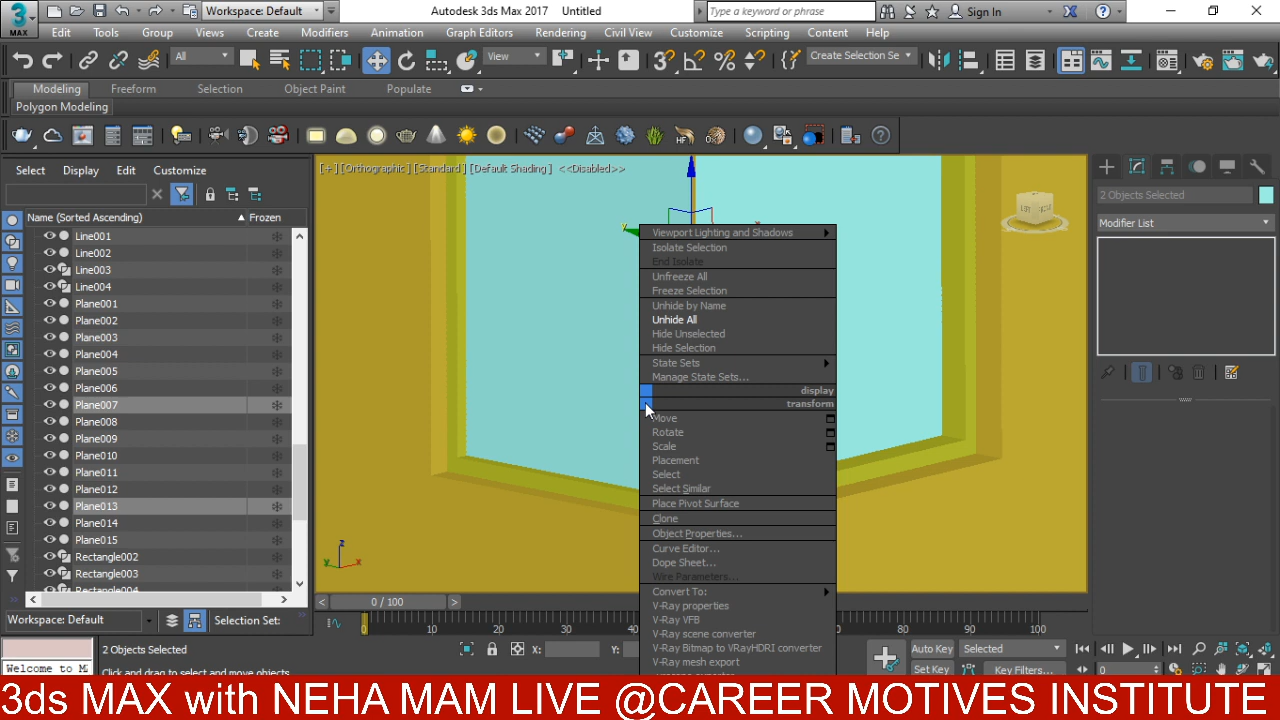 Workspace: Default
Autodesk 3ds Max 2017 Untitled
Type a keyword or phrase
Sign In
MAX
Edit Tools Group Views Create Modifiers Animation Graph Editors Rendering Civil View Customize Scripting Content Help
All
View
Create Selection Se
Modeling Freeform Selection Object Paint Populate
Polygon Modeling
Select Display Edit Customize
Name (Sorted Ascending) Frozen
Line001
Line002
Line003
Line004
Plane001
Plane002
Plane003
Plane004
Plane005
Plane006
Plane007
Plane008
Plane009
Plane010
Plane011
Plane012
Plane013
Plane014
Plane015
Rectangle002
Rectangle003
Rectangle004
Workspace: Default
Selection Set:
[+] [Orthographic] [Standard] [Default Shading] <<Disabled>>
Viewport Lighting and Shadows
Isolate Selection
End Isolate
Unfreeze All
Freeze Selection
Unhide by Name
Unhide All
Hide Unselected
Hide Selection
State Sets
Manage State Sets...
display
transform
Move
Rotate
Scale
Placement
Select
Select Similar
Place Pivot Surface
Clone
Object Properties...
Curve Editor...
Dope Sheet...
Wire Parameters...
Convert To:
V-Ray properties
V-Ray VFB
V-Ray scene converter
V-Ray Bitmap to VRayHDRI converter
V-Ray mesh export
2 Objects Selected
Modifier List
z
y
x
0 / 100
0 10 20 30 40 80 90 100
2 Objects Selected
X:
Y:
Auto Key
Selected
Welcome to M
Click and drag to select and move objects
Set Key
Key Filters...
0
3ds MAX with NEHA MAM LIVE @CAREER MOTIVES INSTITUTE